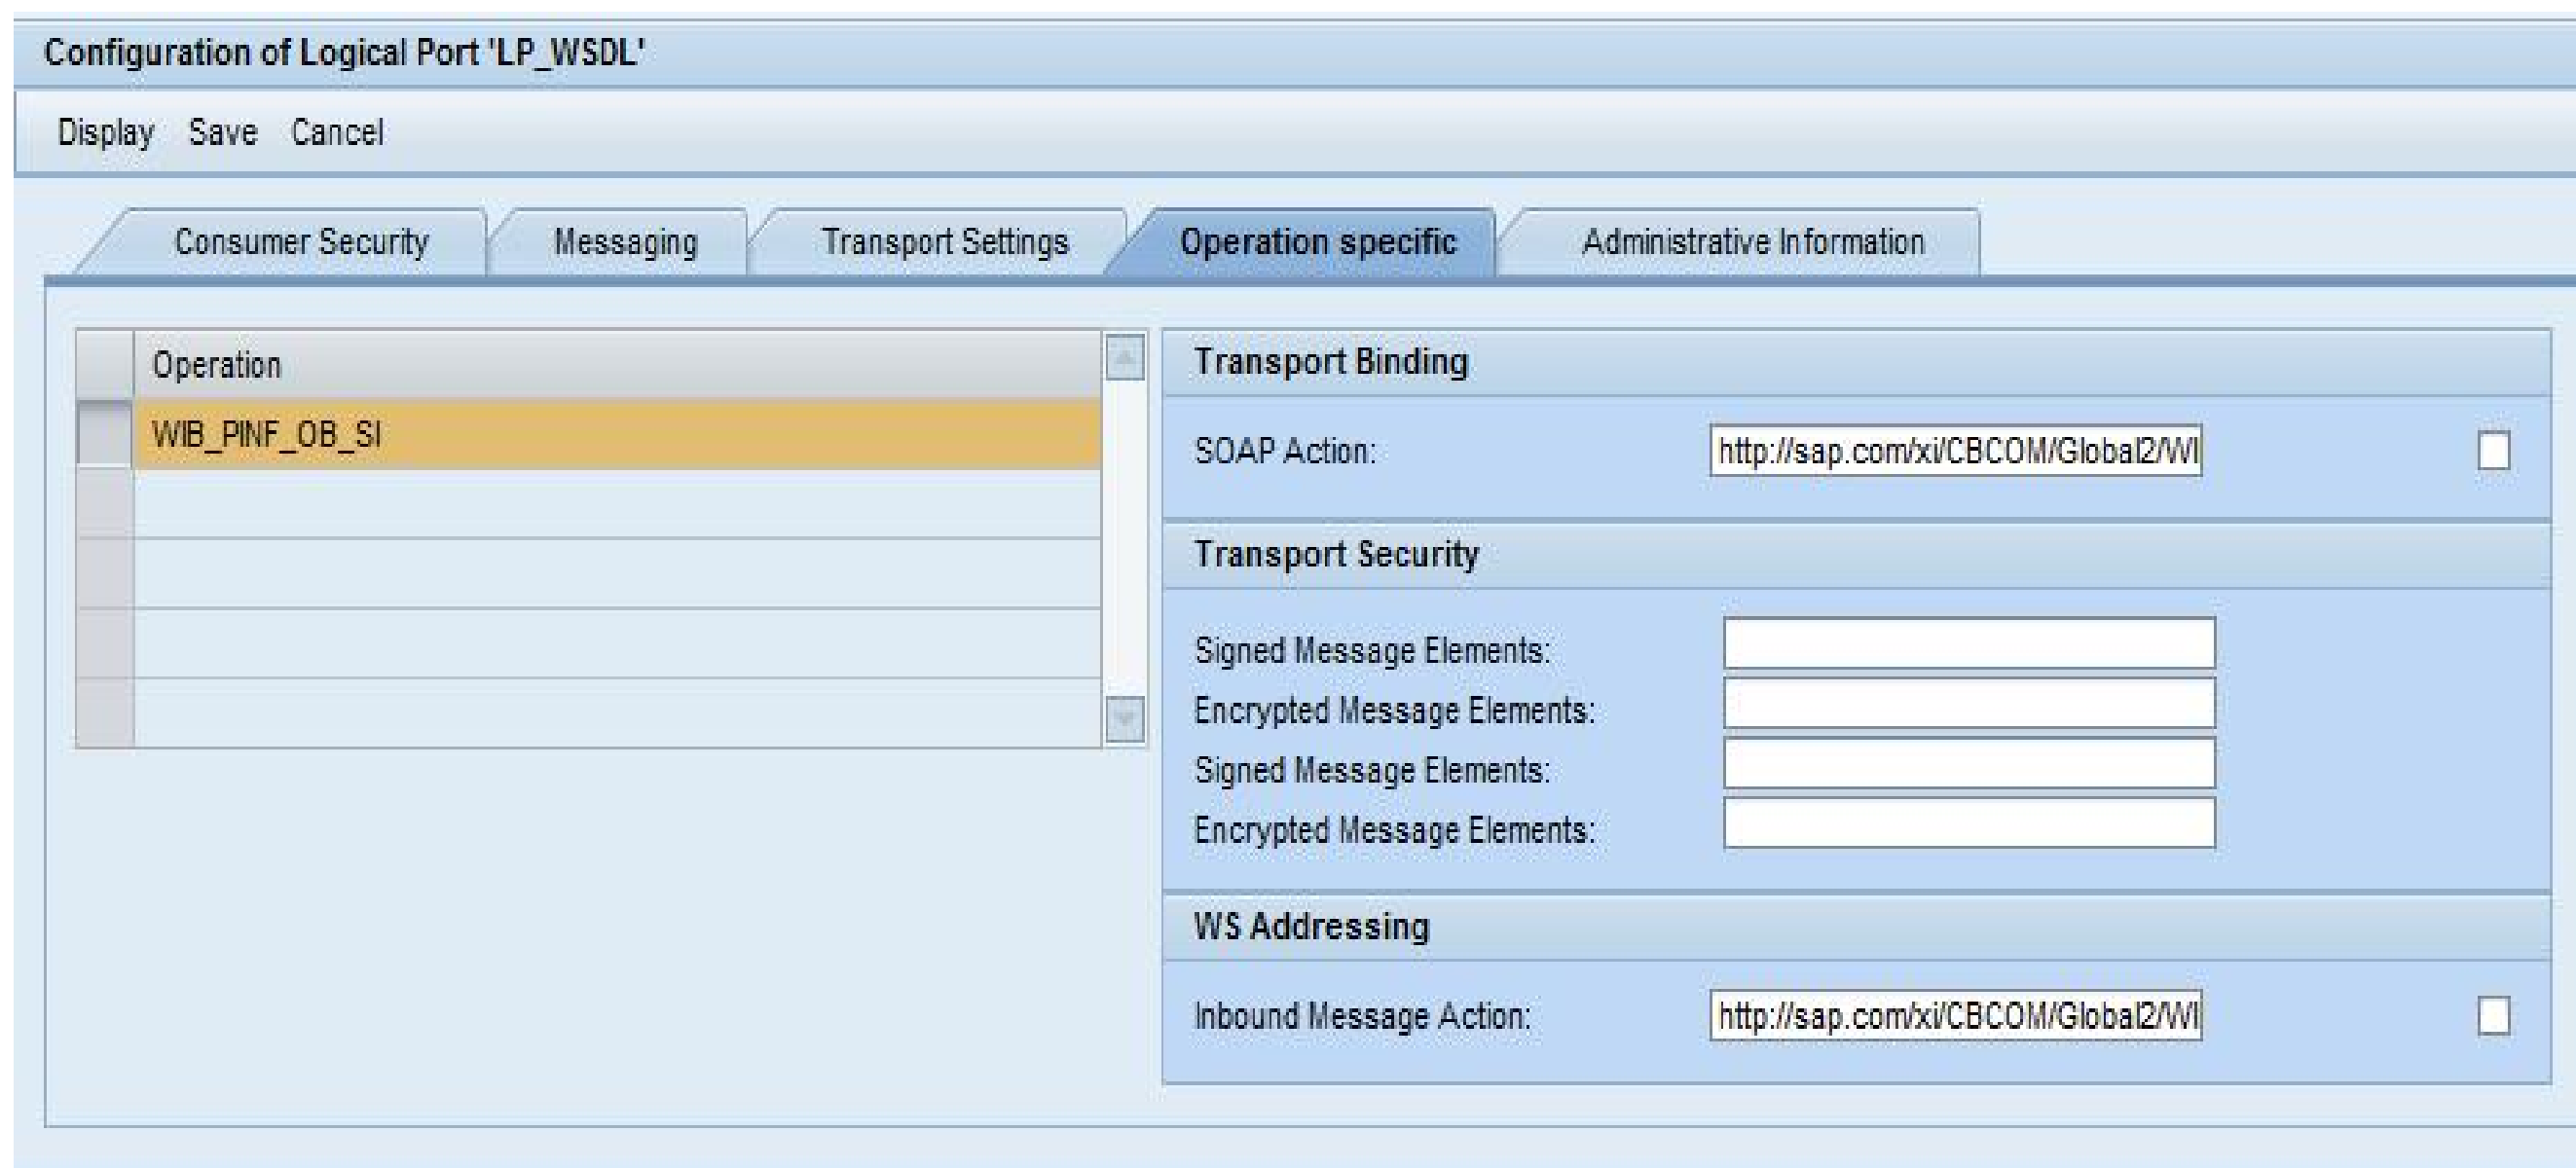 Configuration of Logical Port 'LP_WSDL'
Display Save Cancel
Consumer Security Messaging Transport Settings Operation specific Administrative Information
Operation
WIB_PINF_OB_SI
Transport Binding
SOAP Action: http://sap.com/xi/CBCOM/Global2/WI
Transport Security
Signed Message Elements:
Encrypted Message Elements:
Signed Message Elements:
Encrypted Message Elements:
WS Addressing
Inbound Message Action: http://sap.com/xi/CBCOM/Global2/WI